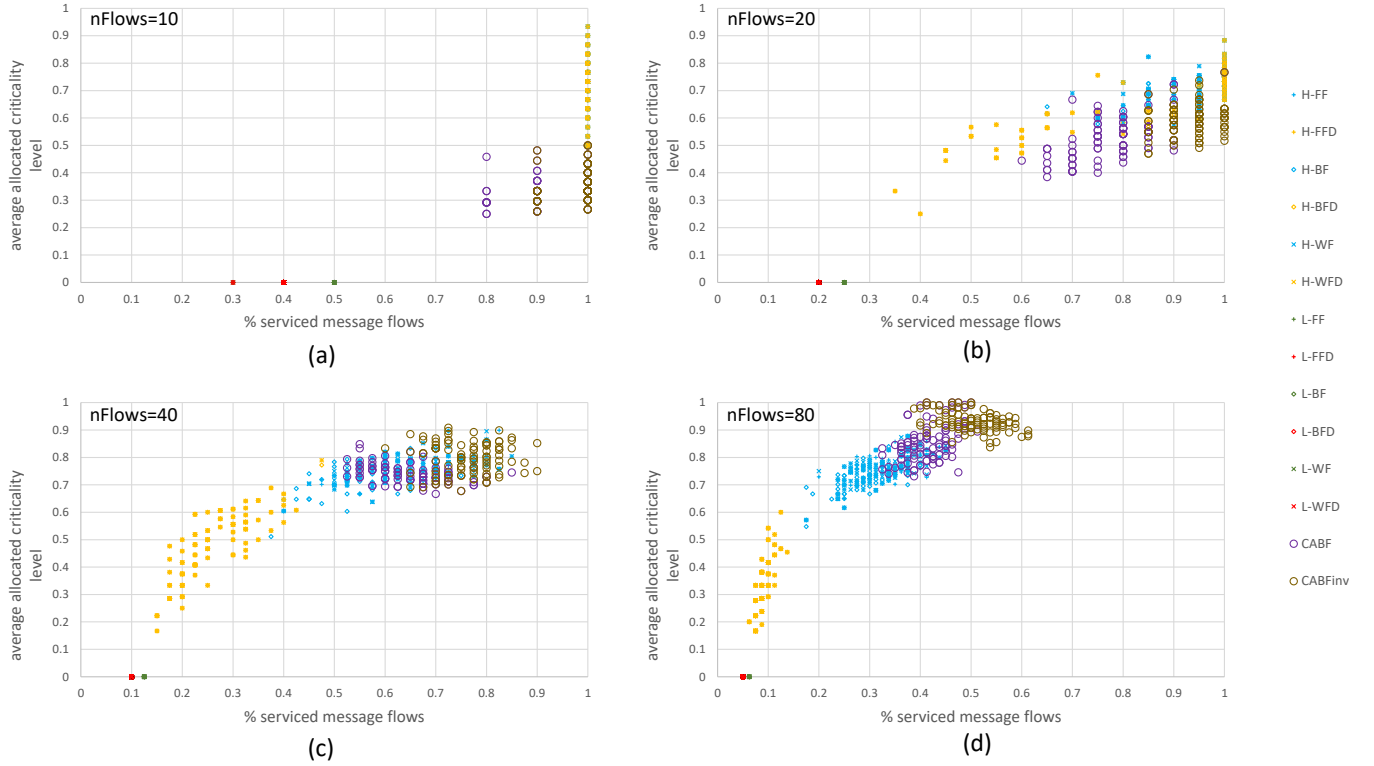 nFlows=10
1
0.9
0.8
0.7
0.6
0.5
0.4
0.3
0.2
0.1
0
average allocated criticality
level
0 0.1 0.2 0.3 0.4 0.5 0.6 0.7 0.8 0.9 1
% serviced message flows
(a)
nFlows=20
1
0.9
0.8
0.7
0.6
0.5
0.4
0.3
0.2
0.1
0
average allocated criticality
level
0 0.1 0.2 0.3 0.4 0.5 0.6 0.7 0.8 0.9 1
% serviced message flows
(b)
nFlows=40
1
0.9
0.8
0.7
0.6
0.5
0.4
0.3
0.2
0.1
0
average allocated criticality
level
0 0.1 0.2 0.3 0.4 0.5 0.6 0.7 0.8 0.9 1
% serviced message flows
(c)
nFlows=80
1
0.9
0.8
0.7
0.6
0.5
0.4
0.3
0.2
0.1
0
average allocated criticality
level
0 0.1 0.2 0.3 0.4 0.5 0.6 0.7 0.8 0.9 1
% serviced message flows
(d)
H-FF
H-FFD
H-BF
H-BFD
H-WF
H-WFD
L-FF
L-FFD
L-BF
L-BFD
L-WF
L-WFD
CABF
CABFinv